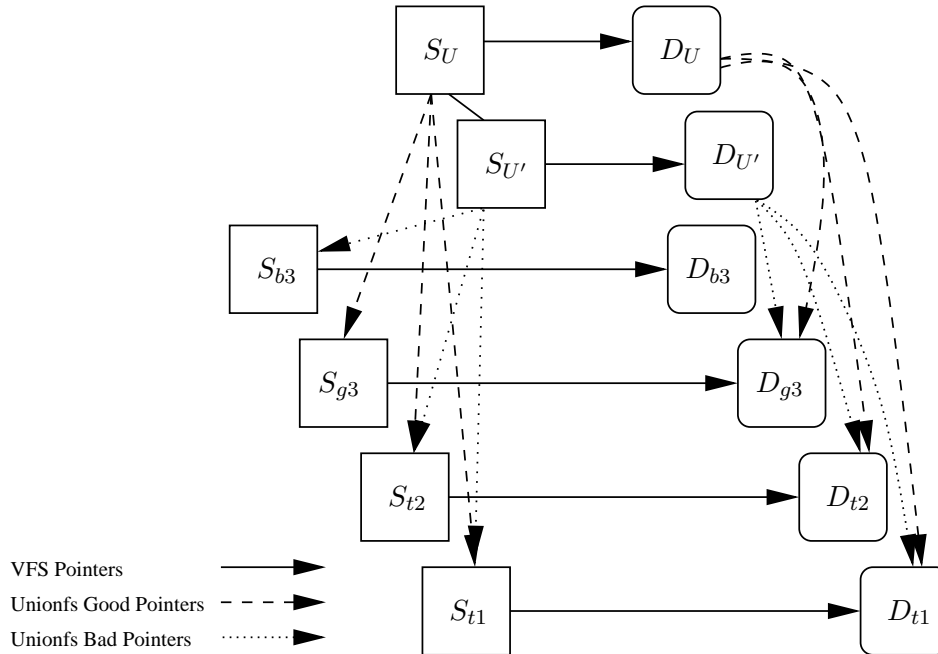 S_U D_U
S_{U'} D_{U'}
S_{b3} D_{b3}
S_{g3} D_{g3}
S_{t2} D_{t2}
VFS Pointers
Unionfs Good Pointers
S_{t1} D_{t1}
Unionfs Bad Pointers